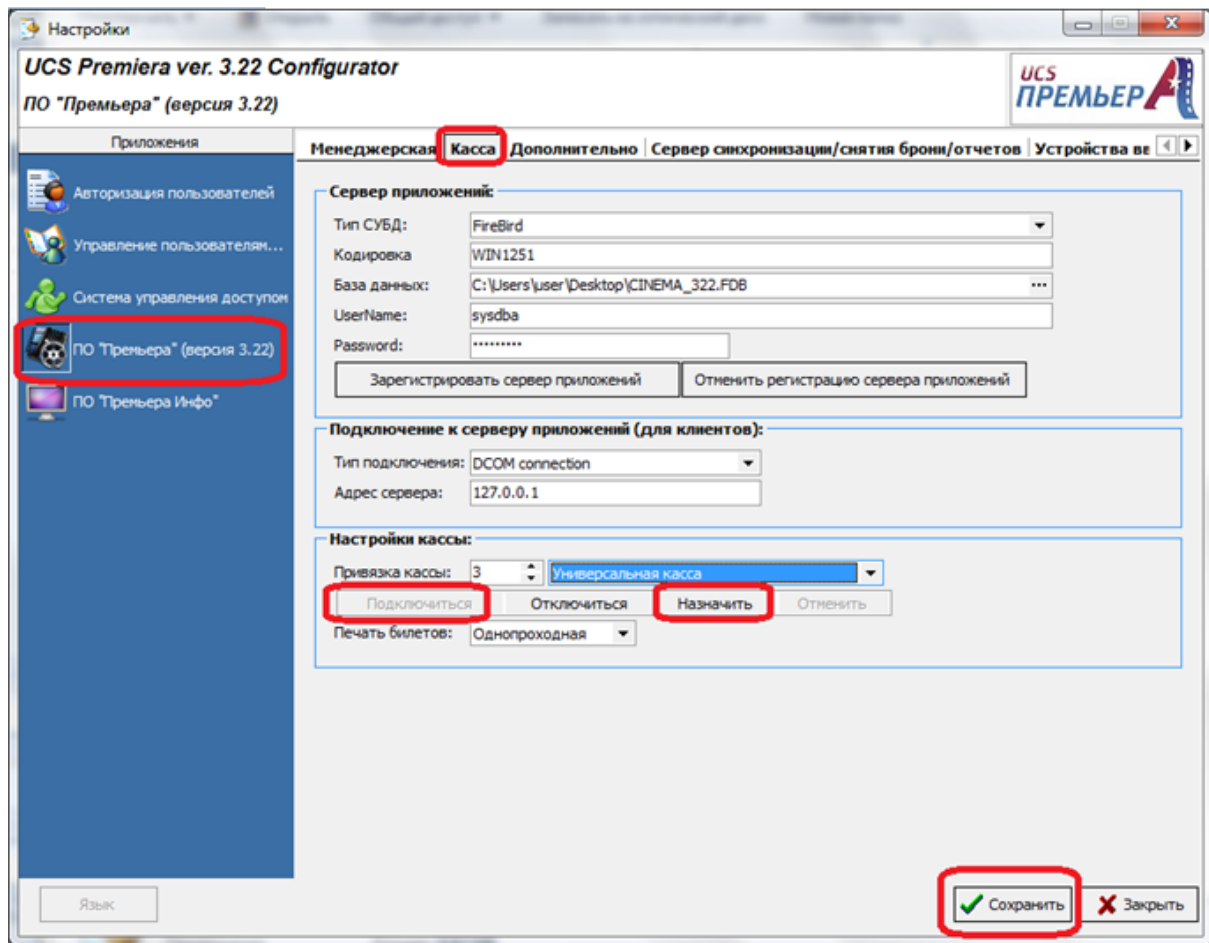 Настройки
UCS Premiera ver. 3.22 Configurator
ПО "Премьера" (версия 3.22)
UCS
ПРЕМЬЕРА
Приложения
Авторизация пользователей
Управление пользователям...
Система управления доступом
ПО "Премьера" (версия 3.22)
ПО "Премьера Инфо"
Менеджерская Касса Дополнительно Сервер синхронизации/снятия брони/отчетов Устройства вв
Сервер приложений:
Тип СУБД: FireBird
Кодировка WIN1251
База данных: C:\Users\user\Desktop\CINEMA_322.FDB ...
UserName: sysdba
Password: •••••••••
Зарегистрировать сервер приложений Отменить регистрацию сервера приложений
Подключение к серверу приложений (для клиентов):
Тип подключения: DCOM connection
Адрес сервера: 127.0.0.1
Настройки кассы:
Привязка кассы: 3 Универсальная касса
Подключиться Отключиться Назначить Отменить
Печать билетов: Однопроходная
Язык Сохранить Закрыть